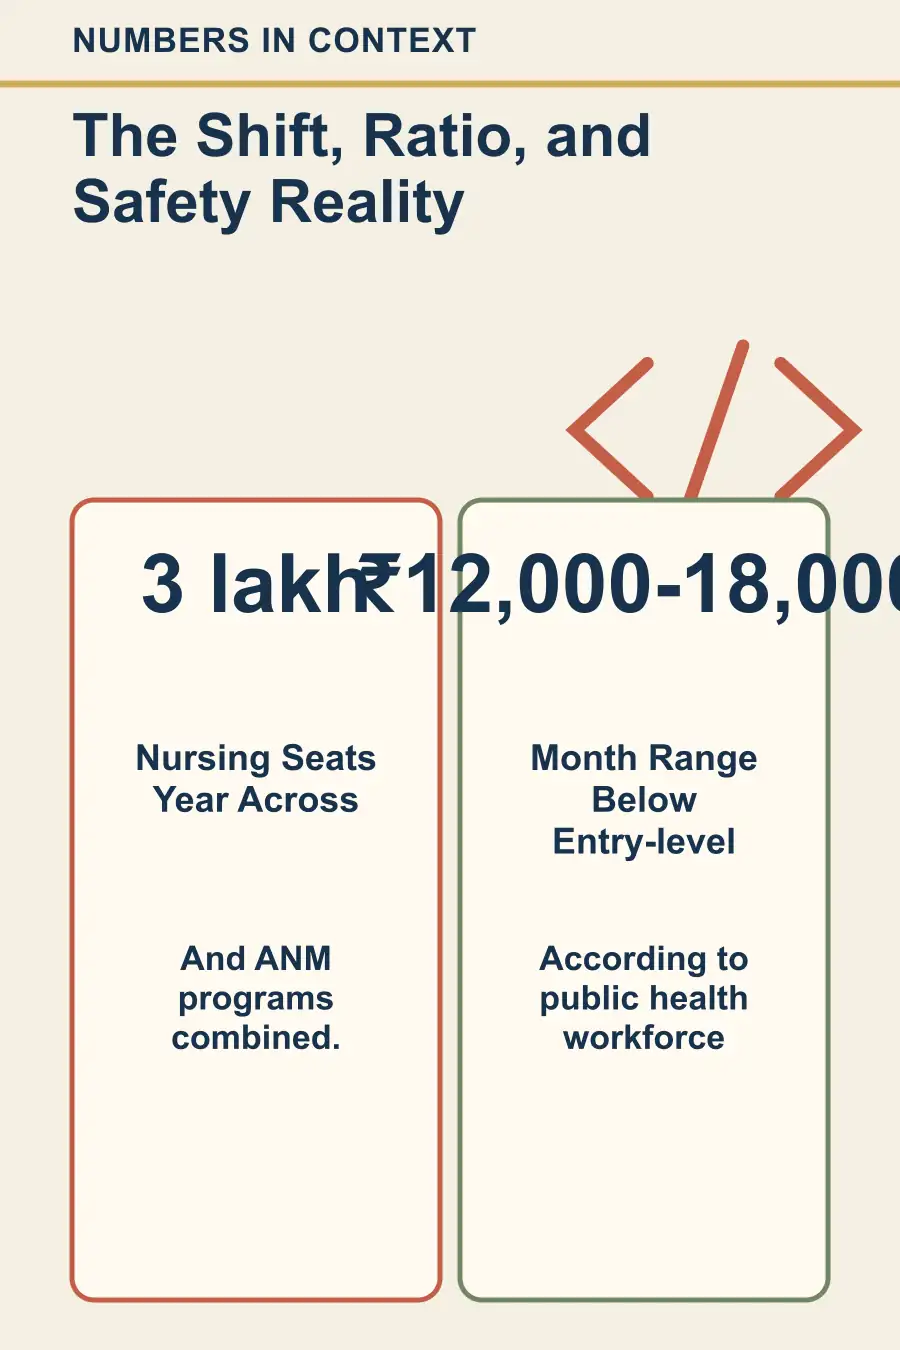 NUMBERS IN CONTEXT
The Shift, Ratio, and
Safety Reality
3 lakh
₹12,000-18,000
Nursing Seats
Year Across
And ANM
programs
combined.
Month Range
Below
Entry-level
According to
public health
workforce